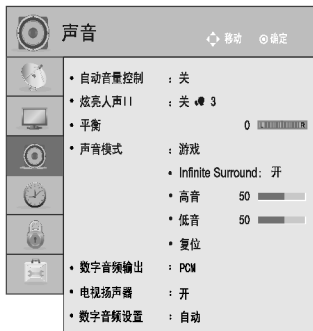 声音
移动 确定
• 自动音量控制 : 关
• 炫亮人声II : 关 3
• 平衡 0 L R
• 声音模式 : 游戏
• Infinite Surround: 开
• 高音 50
• 低音 50
• 复位
• 数字音频输出 : PCM
• 电视扬声器 : 开
• 数字音频设置 : 自动